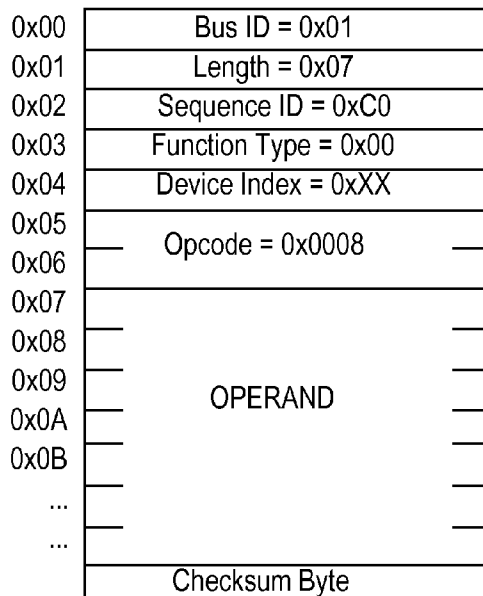 0x00 Bus ID = 0x01
0x01 Length = 0x07
0x02 Sequence ID = 0xC0
0x03 Function Type = 0x00
0x04 Device Index = 0xXX
0x05
Opcode = 0x0008
0x06
0x07
0x08
0x09
OPERAND
0x0A
0x0B
...
...
Checksum Byte